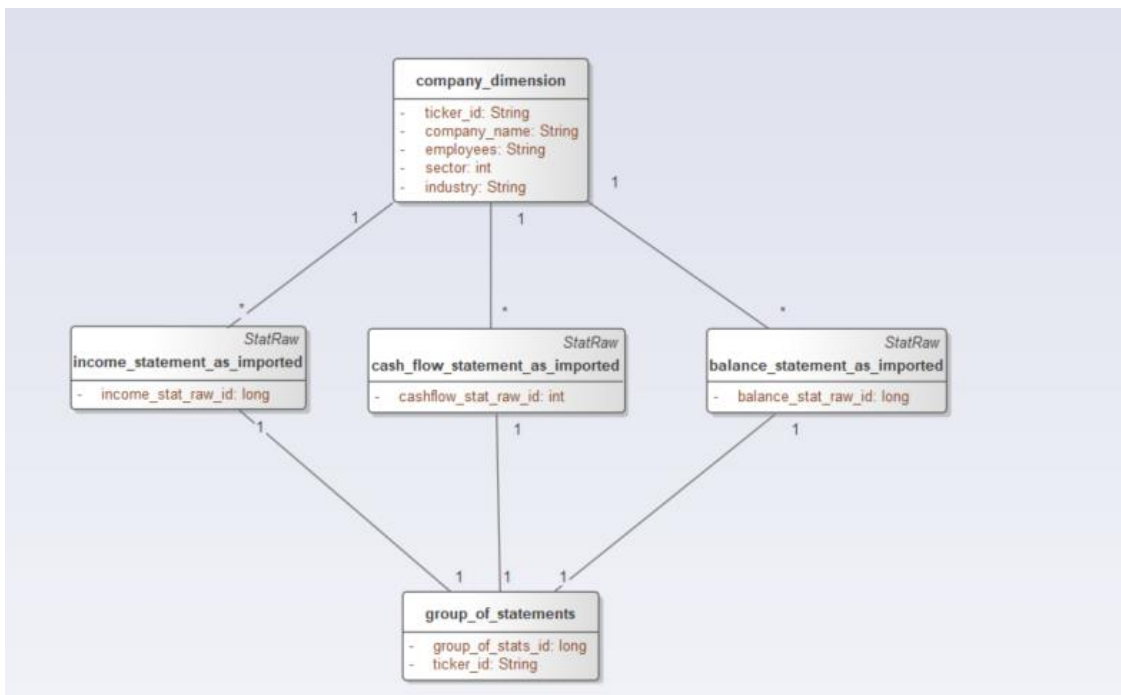 company_dimension
- ticker_id: String
- company_name: String
- employees: String
- sector: int
- industry: String
1
1
1
*
*
*
StatRaw
income_statement_as_imported
- income_stat_raw_id: long
StatRaw
cash_flow_statement_as_imported
- cashflow_stat_raw_id: int
StatRaw
balance_statement_as_imported
- balance_stat_raw_id: long
1
1
1
1
1
1
group_of_statements
- group_of_stats_id: long
- ticker_id: String